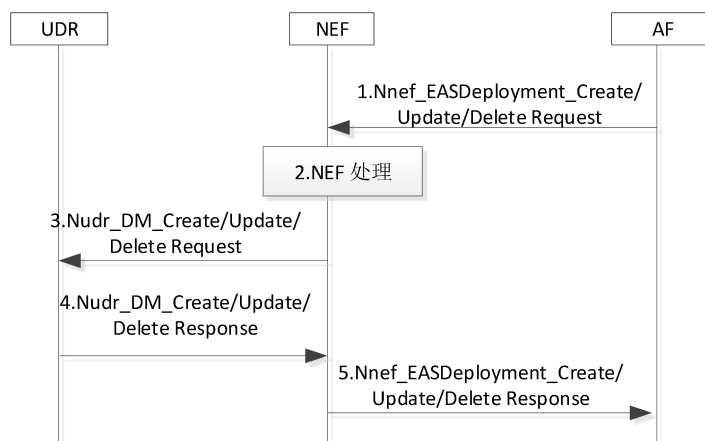 UDR
NEF
AF
1.Nnef_EASDeployment_Create/
Update/Delete Request
2.NEF 处理
3.Nudr_DM_Create/Update/
Delete Request
4.Nudr_DM_Create/Update/
Delete Response
5.Nnef_EASDeployment_Create/
Update/Delete Response